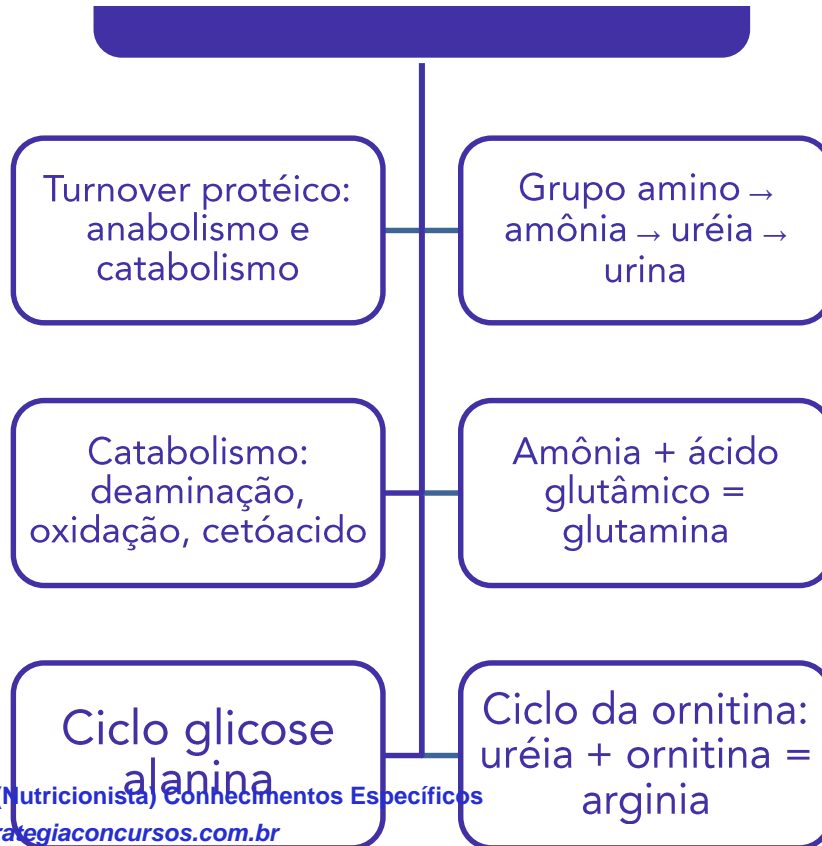 Turnover protéico:
anabolismo e
catabolismo
Grupo amino →
amônia → uréia →
urina
Catabolismo:
deaminação,
oxidação, cetóacido
Amônia + ácido
glutâmico =
glutamina
Ciclo glicose
alanina
Ciclo da ornitina:
uréia + ornitina =
arginia
(Nutricionista) Conhecimentos Específicos
rategiaconcursos.com.br